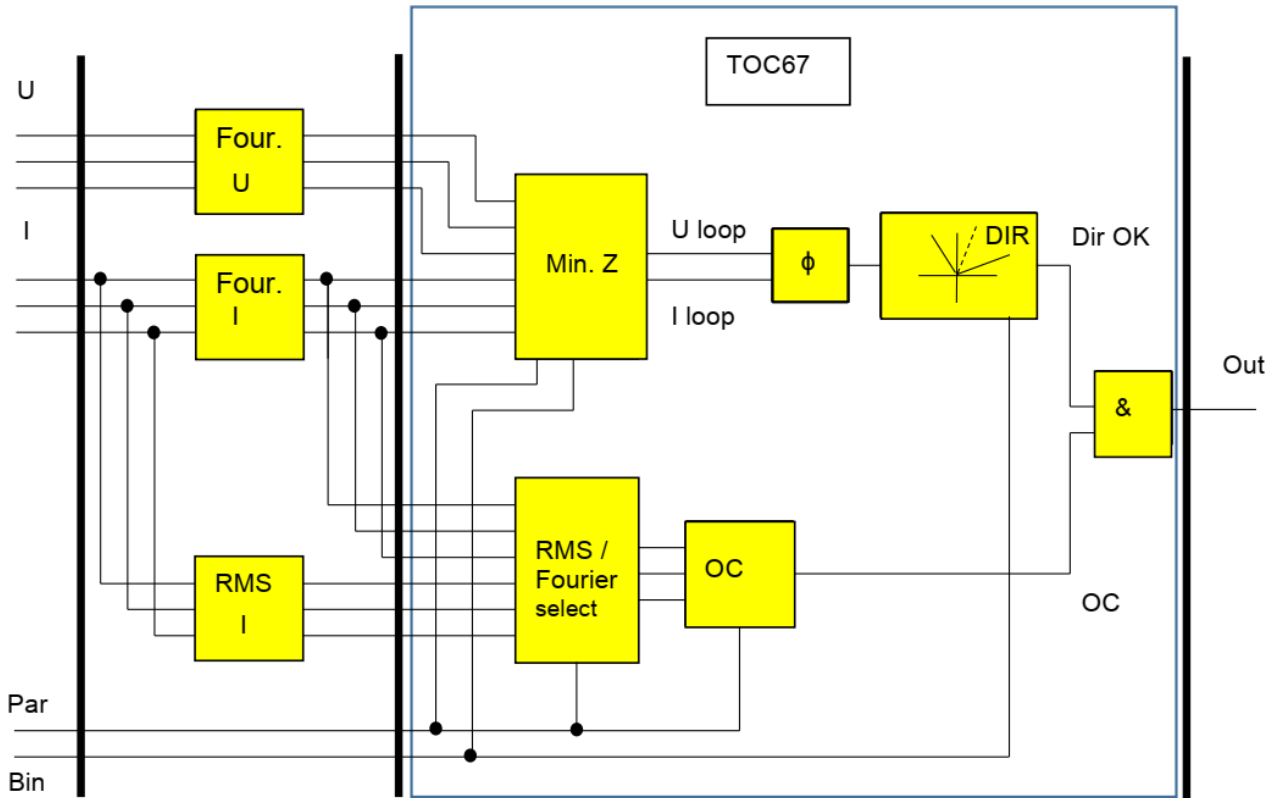 TOC67
U
Four.
U
I
Four.
I
Min. Z
U loop
I loop
ϕ
DIR
Dir OK
&
Out
RMS /
Fourier
select
OC
OC
RMS
I
Par
Bin